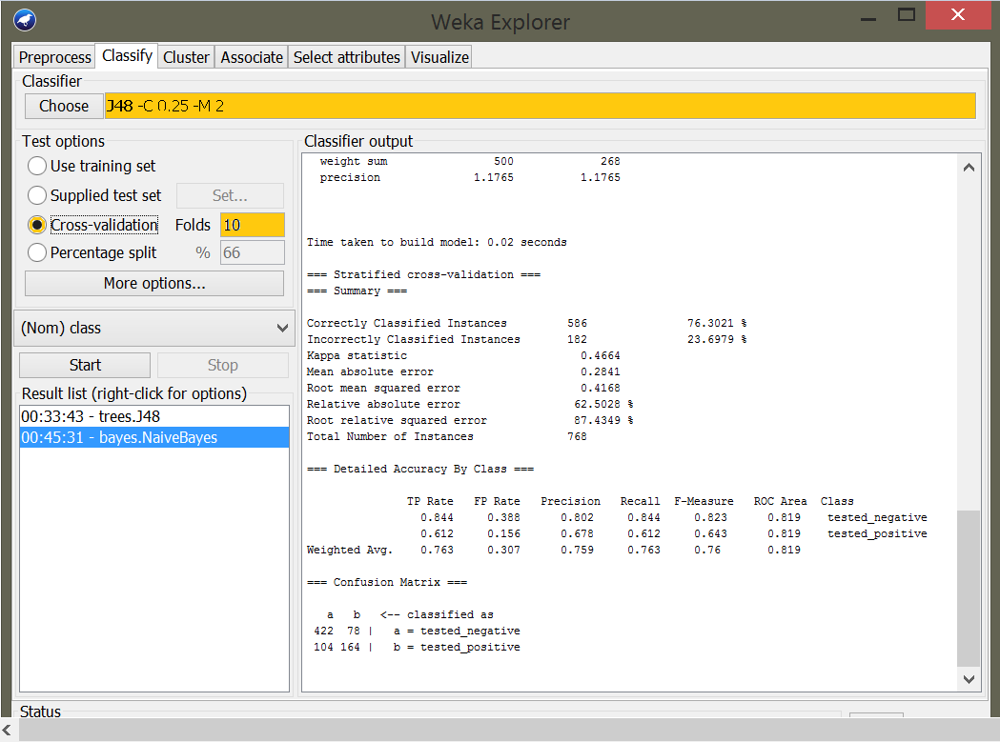 Weka Explorer
Preprocess Classify Cluster Associate Select attributes Visualize
Classifier
Choose J48 -C 0.25 -M 2
Test options
Use training set
Supplied test set Set...
Cross-validation Folds 10
Percentage split % 66
More options...
(Nom) class
Start Stop
Result list (right-click for options)
00:33:43 - trees.J48
00:45:31 - bayes.NaiveBayes
Classifier output
weight sum 500 268
precision 1.1765 1.1765
Time taken to build model: 0.02 seconds
=== Stratified cross-validation ===
=== Summary ===
Correctly Classified Instances 586 76.3021 %
Incorrectly Classified Instances 182 23.6979 %
Kappa statistic 0.4664
Mean absolute error 0.2841
Root mean squared error 0.4168
Relative absolute error 62.5028 %
Root relative squared error 87.4349 %
Total Number of Instances 768
=== Detailed Accuracy By Class ===
TP Rate FP Rate Precision Recall F-Measure ROC Area Class
0.844 0.388 0.802 0.844 0.823 0.819 tested_negative
0.612 0.156 0.678 0.612 0.643 0.819 tested_positive
Weighted Avg. 0.763 0.307 0.759 0.763 0.76 0.819
=== Confusion Matrix ===
a b <-- classified as
422 78 | a = tested_negative
104 164 | b = tested_positive
Status